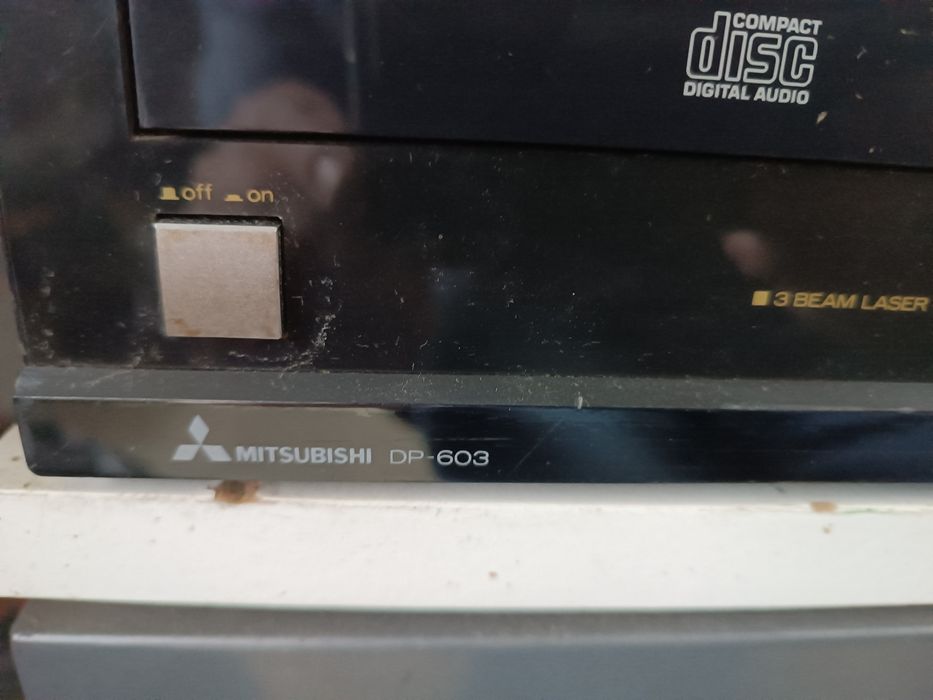 COMPACT
disc
DIGITAL AUDIO
off on
3 BEAM LASER
MITSUBISHI DP-603